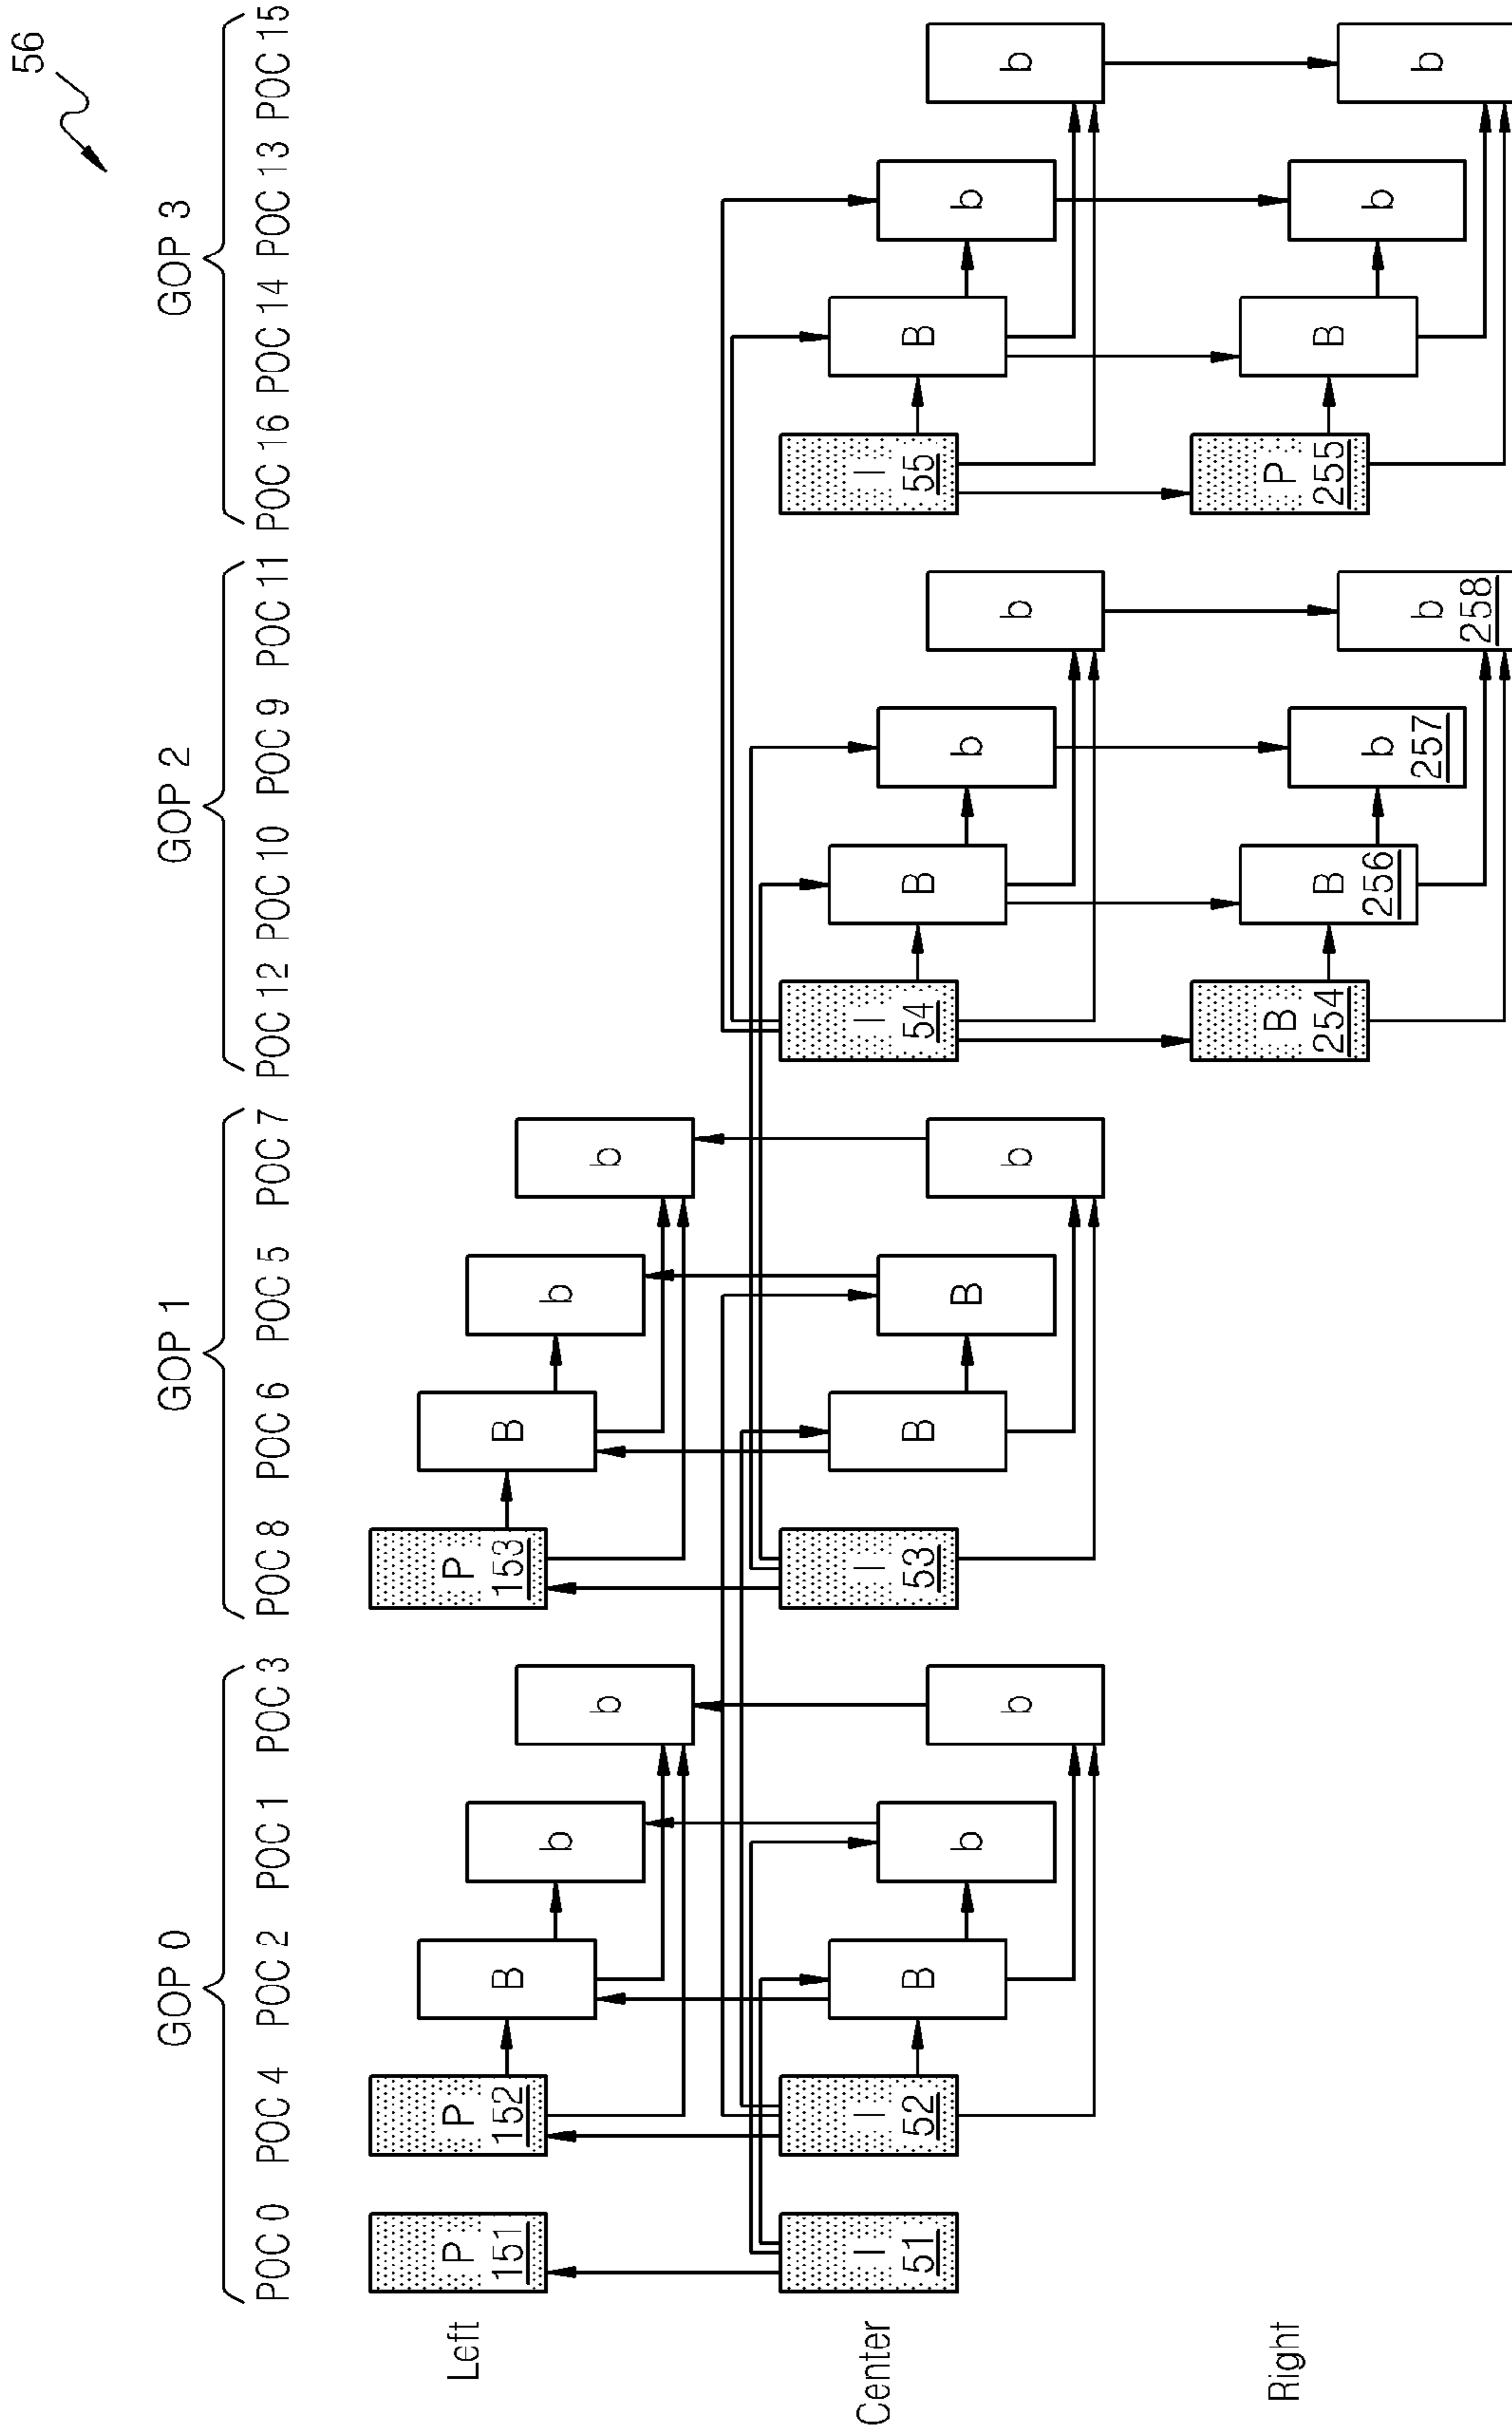 56
GOP 0 GOP 1 GOP 2 GOP 3
POC 0 POC 4 POC 2 POC 1 POC 3 POC 8 POC 6 POC 5 POC 7 POC 12 POC 10 POC 9 POC 11 POC 16 POC 14 POC 13 POC 15
Left
P P P
151 152 153
B B
b b
b b
Center
I I I I I
51 52 53 54 55
B B B B
b B b b
b b b b
Right
B P
254 255
B B
256
b b
257
b b
258